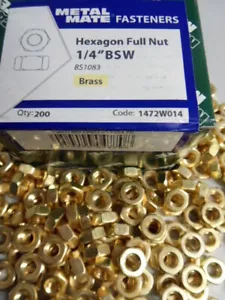 METAL MATE FASTENERS
Hexagon Full Nut
1/4" BSW
BS1083
Brass
Qty: 200 Code: 1472W014